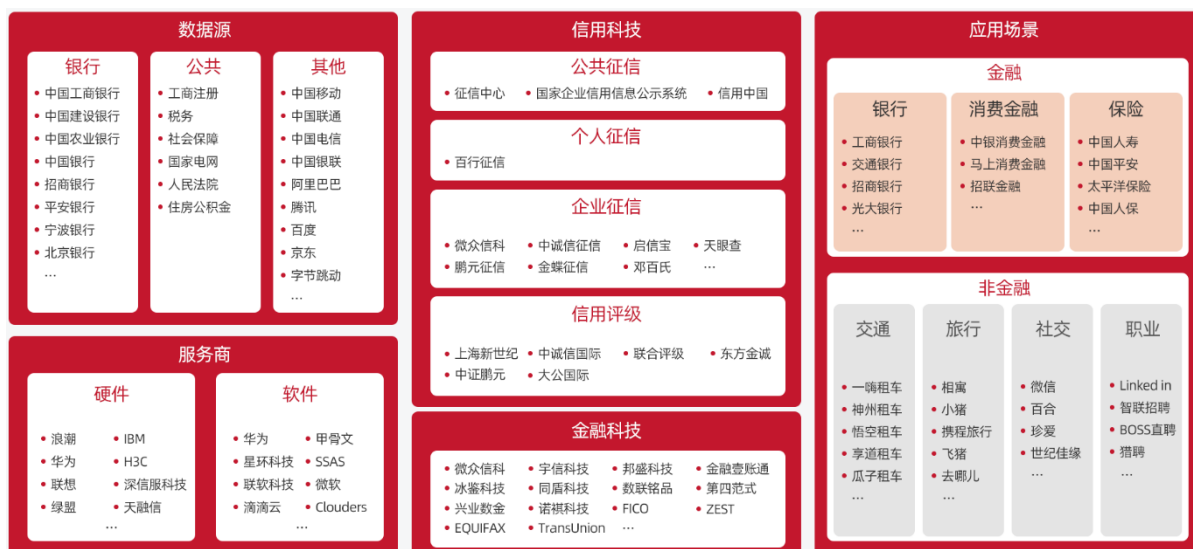 数据源
银行
• 中国工商银行
• 中国建设银行
• 中国农业银行
• 中国银行
• 招商银行
• 平安银行
• 宁波银行
• 北京银行
…
公共
• 工商注册
• 税务
• 社会保障
• 国家电网
• 人民法院
• 住房公积金
其他
• 中国移动
• 中国联通
• 中国电信
• 中国银联
• 阿里巴巴
• 腾讯
• 百度
• 京东
• 字节跳动
…
服务商
硬件
• 浪潮 • IBM
• 华为 • H3C
• 联想 • 深信服科技
• 绿盟 • 天融信
…
软件
• 华为 • 甲骨文
• 星环科技 • SSAS
• 联软科技 • 微软
• 滴滴云 • Clouders
…
信用科技
公共征信
• 征信中心 • 国家企业信用信息公示系统 • 信用中国
个人征信
• 百行征信
企业征信
• 微众信科 • 中诚信征信 • 启信宝 • 天眼查
• 鹏元征信 • 金蝶征信 • 邓百氏 …
信用评级
• 上海新世纪 • 中诚信国际 • 联合评级 • 东方金诚
• 中证鹏元 • 大公国际
金融科技
• 微众信科 • 宇信科技 • 邦盛科技 • 金融壹账通
• 冰鉴科技 • 同盾科技 • 数联铭品 • 第四范式
• 兴业数金 • 诺祺科技 • FICO • ZEST
• EQUIFAX • TransUnion …
应用场景
金融
银行
• 工商银行
• 交通银行
• 招商银行
• 光大银行
…
消费金融
• 中银消费金融
• 马上消费金融
• 招联金融
…
保险
• 中国人寿
• 中国平安
• 太平洋保险
• 中国人保
…
非金融
交通
• 一嗨租车
• 神州租车
• 悟空租车
• 享道租车
• 瓜子租车
…
旅行
• 相寓
• 小猪
• 携程旅行
• 飞猪
• 去哪儿
…
社交
• 微信
• 百合
• 珍爱
• 世纪佳缘
…
职业
• Linked in
• 智联招聘
• BOSS直聘
• 猎聘
…